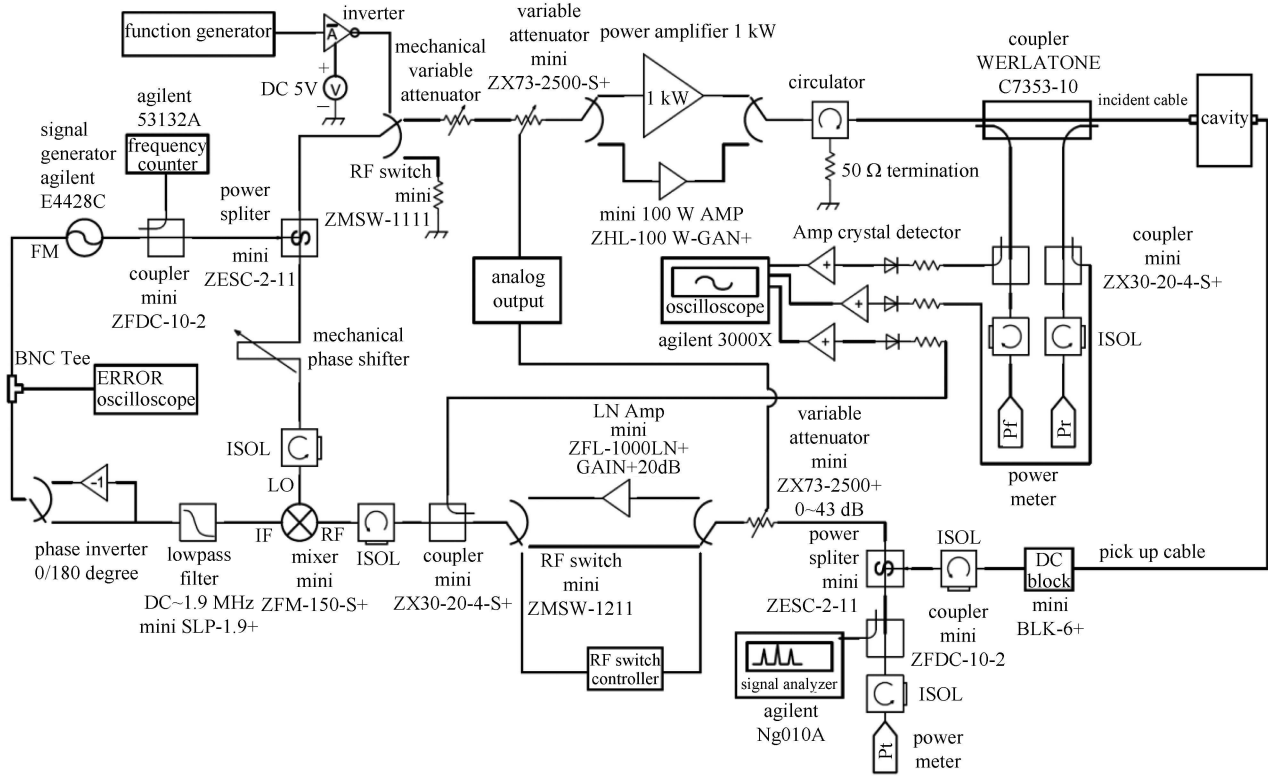 function generator
inverter
A
+
DC 5V
V
−
mechanical
variable
attenuator
variable
attenuator
mini
ZX73-2500-S+
power amplifier 1 kW
1 kW
circulator
50 Ω termination
coupler
WERLATONE
C7353-10
incident cable
cavity
agilent
53132A
frequency
counter
signal
generator
agilent
E4428C
FM
coupler
mini
ZFDC-10-2
power
spliter
S
mini
ZESC-2-11
RF switch
mini
ZMSW-1111
mini 100 W AMP
ZHL-100 W-GAN+
analog
output
Amp crystal detector
+
+
+
oscilloscope
agilent 3000X
coupler
mini
ZX30-20-4-S+
ISOL
Pf
Pr
power
meter
mechanical
phase shifter
BNC Tee
ERROR
oscilloscope
ISOL
LO
-1
phase inverter
0/180 degree
lowpass
filter
DC~1.9 MHz
mini SLP-1.9+
IF
RF
mixer
mini
ZFM-150-S+
ISOL
coupler
mini
ZX30-20-4-S+
LN Amp
mini
ZFL-1000LN+
GAIN+20dB
RF switch
mini
ZMSW-1211
RF switch
controller
variable
attenuator
mini
ZX73-2500+
0~43 dB
power
spliter
mini
ZESC-2-11
S
ISOL
DC
block
mini
BLK-6+
pick up cable
coupler
mini
ZFDC-10-2
signal analyzer
agilent
Ng010A
ISOL
Pt
power
meter